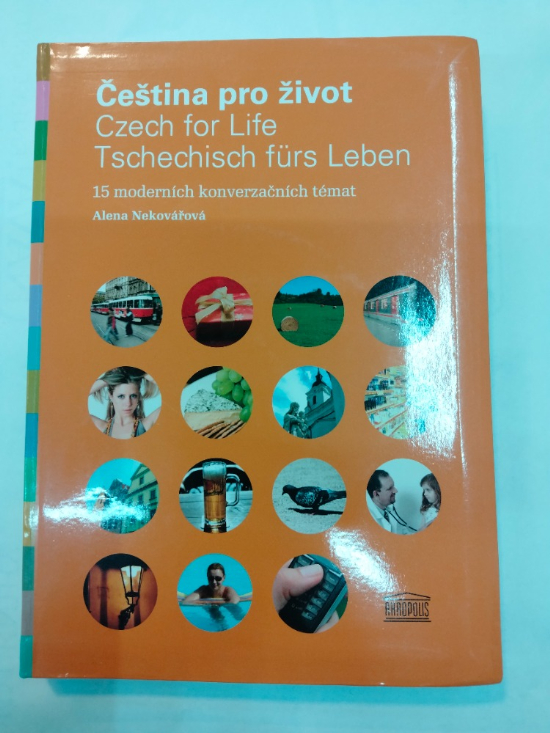 Čeština pro život
Czech for Life
Tschechisch fürs Leben
15 moderních konverzačních témat
Alena Nekovářová
AKROPOLIS